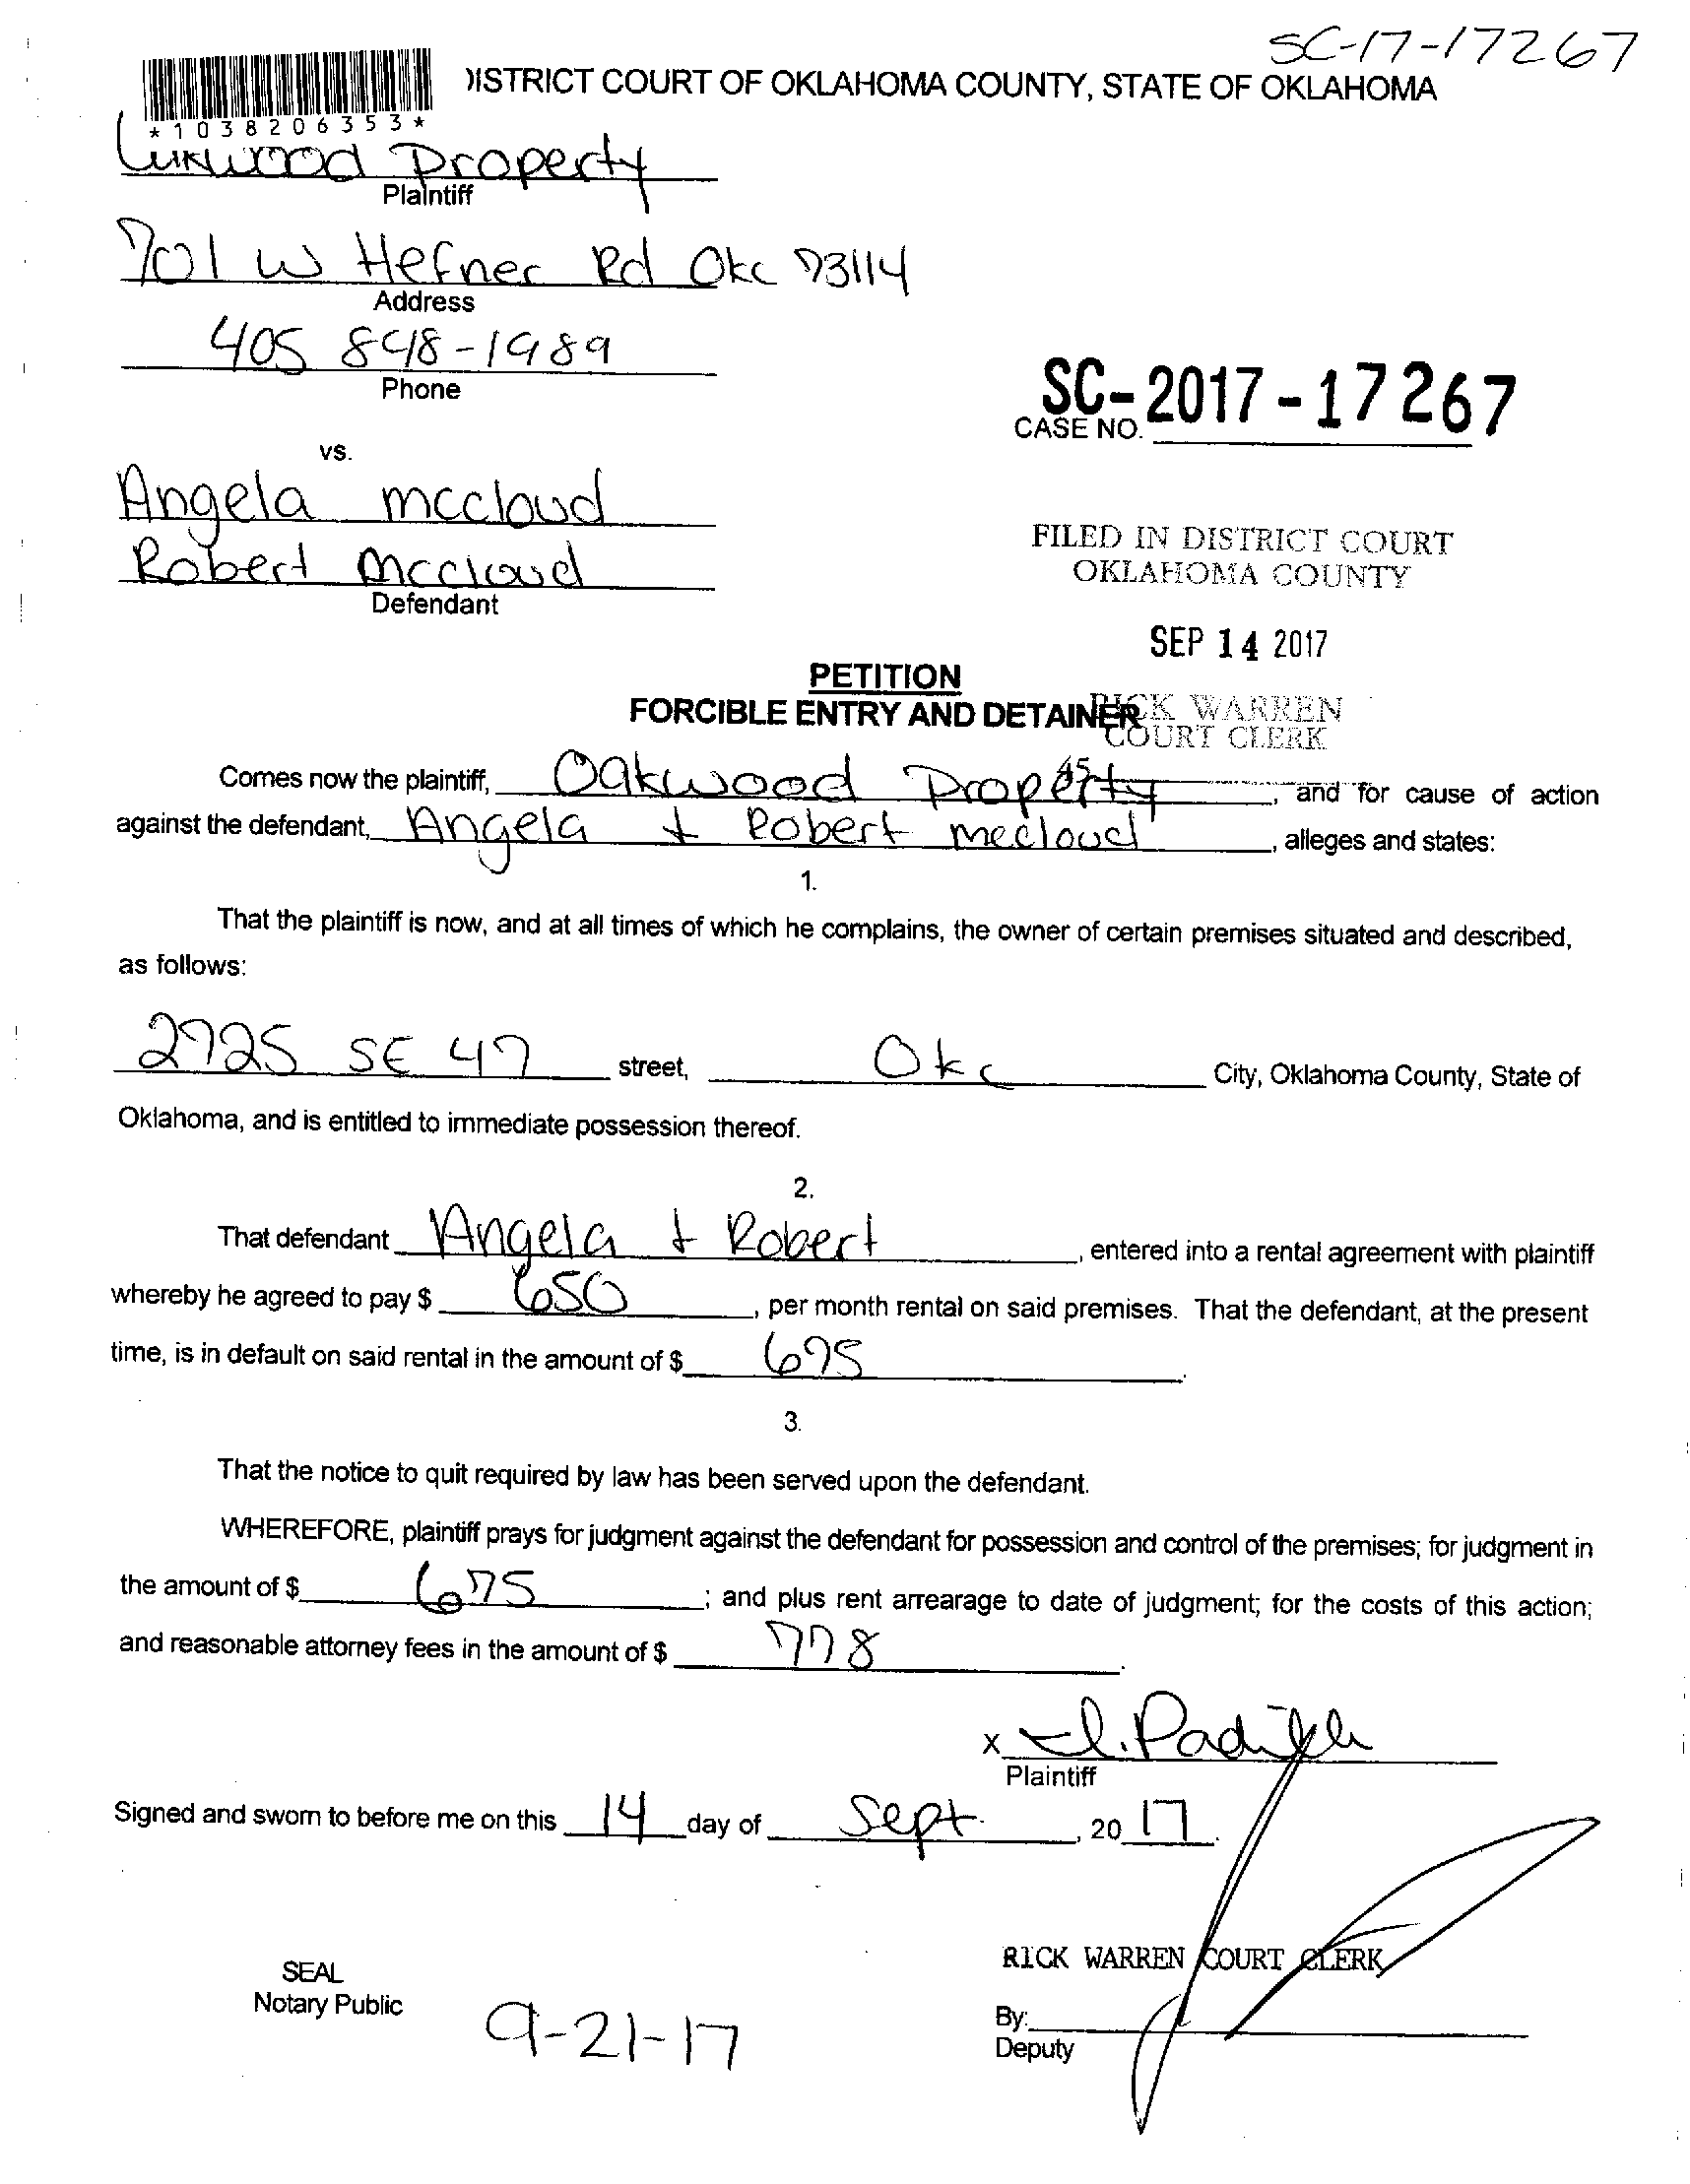 SC-17-17267
DISTRICT COURT OF OKLAHOMA COUNTY, STATE OF OKLAHOMA
*1038206353*
Property
Plaintiff
701 W Hefner Rd Okc 73114
Address
405 848-1989
Phone
SC-2017-17267
CASE NO.
vs.
Angela mccloud
Robert Mccloud
Defendant
FILED IN DISTRICT COURT
OKLAHOMA COUNTY
SEP 14 2017
PETITION
FORCIBLE ENTRY AND DETAINER
RICK WARREN
COURT CLERK
45
Comes now the plaintiff, Oakwood Property, and for cause of action
against the defendant, Angela + Robert mccloud, alleges and states:
1.
That the plaintiff is now, and at all times of which he complains, the owner of certain premises situated and described,
as follows:
2725 SE 47 street, Okc City, Oklahoma County, State of
Oklahoma, and is entitled to immediate possession thereof.
2.
That defendant Angela + Robert, entered into a rental agreement with plaintiff
whereby he agreed to pay $ 650, per month rental on said premises. That the defendant, at the present
time, is in default on said rental in the amount of $ 675.
3.
That the notice to quit required by law has been served upon the defendant.
WHEREFORE, plaintiff prays for judgment against the defendant for possession and control of the premises; for judgment in
the amount of $ 675; and plus rent arrearage to date of judgment; for the costs of this action;
and reasonable attorney fees in the amount of $ 778.
X I. Padilla
Plaintiff
Signed and sworn to before me on this 14 day of Sept. , 20 17.
RICK WARREN COURT CLERK
SEAL
Notary Public
9-21-17
By:
Deputy